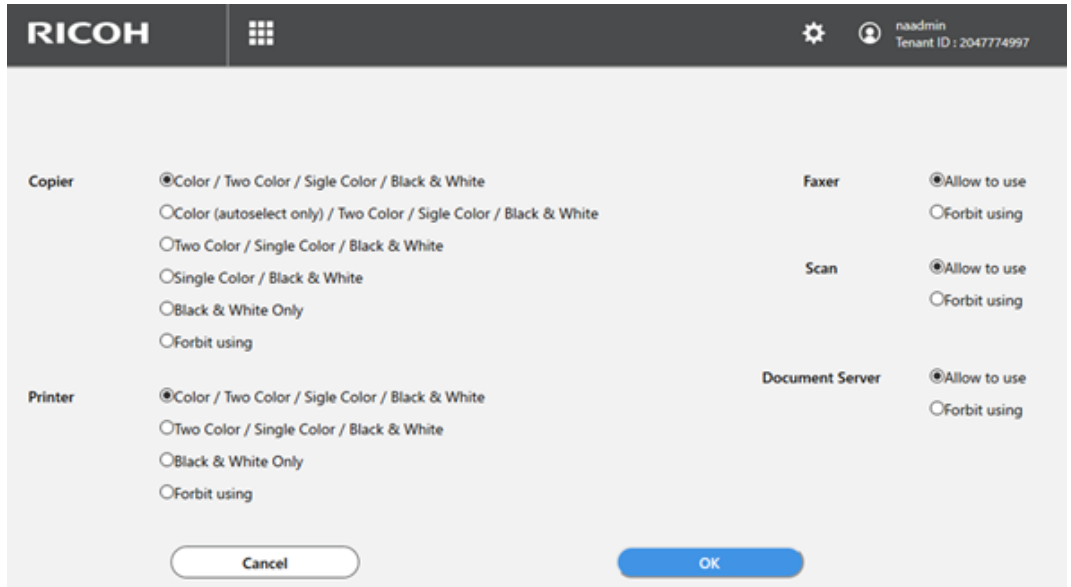 RICOH
naadmin
Tenant ID : 2047774997
Copier
Color / Two Color / Sigle Color / Black & White
Color (autoselect only) / Two Color / Sigle Color / Black & White
Two Color / Single Color / Black & White
Single Color / Black & White
Black & White Only
Forbit using
Printer
Color / Two Color / Sigle Color / Black & White
Two Color / Single Color / Black & White
Black & White Only
Forbit using
Faxer
Allow to use
Forbit using
Scan
Allow to use
Forbit using
Document Server
Allow to use
Forbit using
Cancel
OK